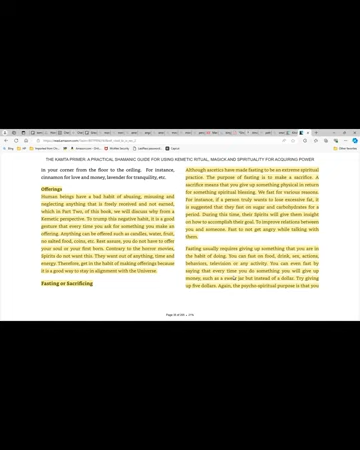 THE KAMTA PRIMER: A PRACTICAL SHAMANIC GUIDE FOR USING KEMETIC RITUAL, MAGICK AND SPIRITUALITY FOR ACQUIRING POWER
in your corner from the floor to the ceiling. For instance,
cinnamon for love and money, lavender for tranquility, etc.
Offerings
Human beings have a bad habit of abusing, misusing and
neglecting anything that is freely received and not earned,
which in Part Two, of this book, we will discuss why from a
Kemetic perspective. To trump this negative habit, it is a good
gesture that every time you ask for something you make an
offering. Anything can be offered such as candles, water, fruit,
no salted food, coins, etc. Rest assure, you do not have to offer
your soul or your first born. Contrary to the horror movies,
Spirits do not want this. They want out of anything, time and
energy. Therefore, get in the habit of making offerings because
it is a good way to stay in alignment with the Universe.
Fasting or Sacrificing
Although ascetics have made fasting to be an extreme spiritual
practice. The purpose of fasting is to make a sacrifice. A
sacrifice means that you give up something physical in return
for something spiritual blessing. We fast for various reasons.
For instance, if a person truly wants to lose excessive fat, it
is suggested that they fast on sugar and carbohydrates for a
period. During this time, their Spirits will give them insight
on how to accomplish their goal. To improve relations between
you and someone. Fast to not get angry while talking with
them.
Fasting usually requires giving up something that you are in
the habit of doing. You can fast on food, drink, sex, actions,
behaviors, television or any activity. You can even fast by
saying that every time you do something you will give up
money, such as a swear jar but instead of a dollar. Try giving
up five dollars. Again, the psycho-spiritual purpose is that you